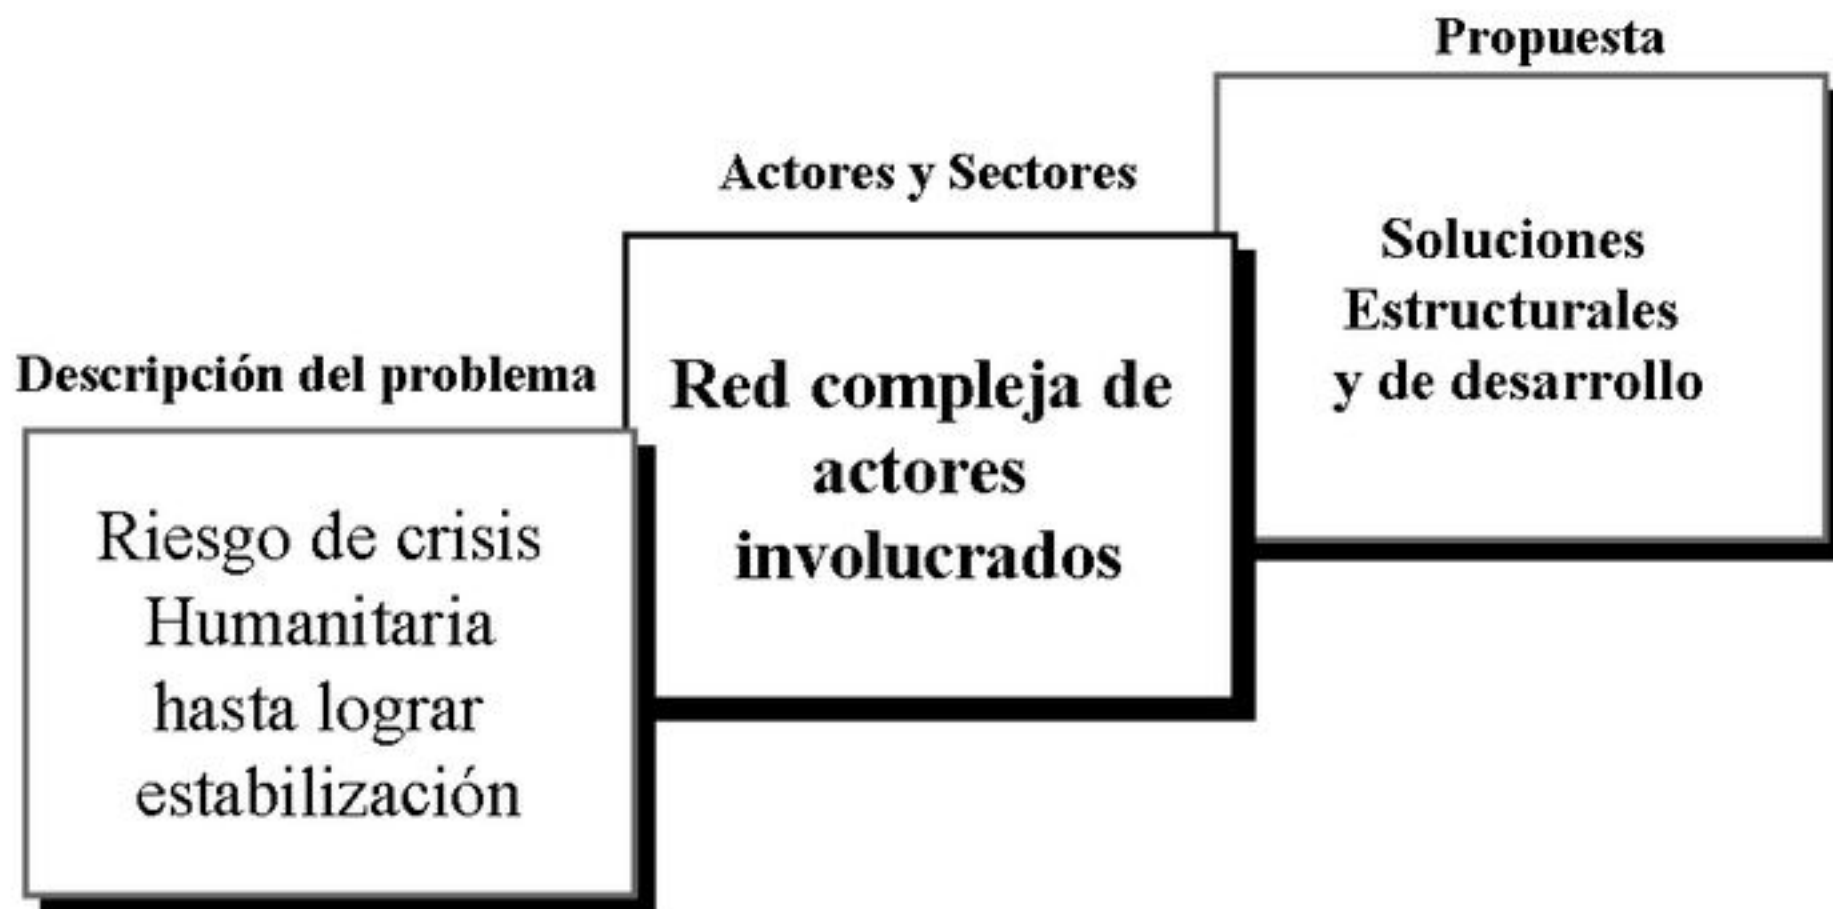 Descripción del problema
Riesgo de crisis
Humanitaria
hasta lograr
estabilización
Actores y Sectores
Red compleja de
actores
involucrados
Propuesta
Soluciones
Estructurales
y de desarrollo